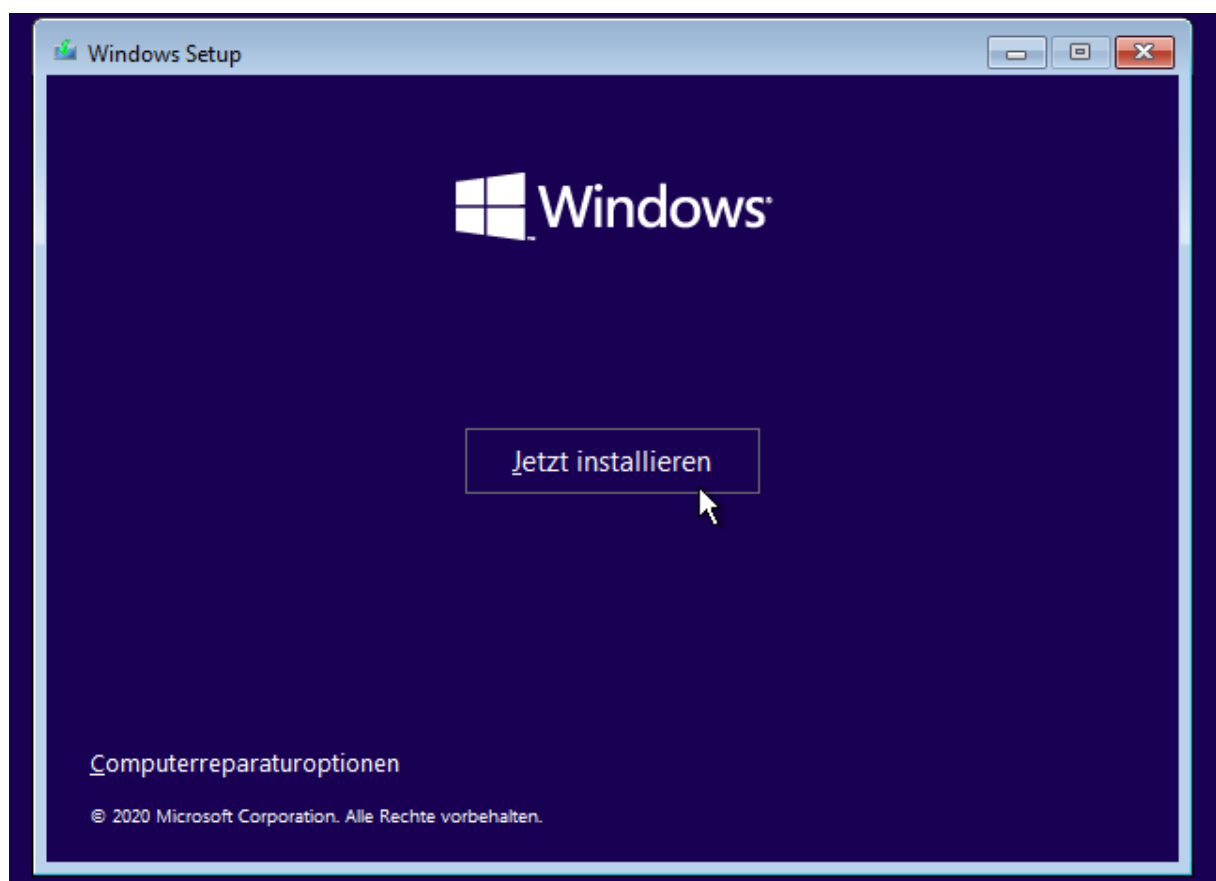 Windows Setup
Windows
Jetzt installieren
Computerreparaturoptionen
© 2020 Microsoft Corporation. Alle Rechte vorbehalten.